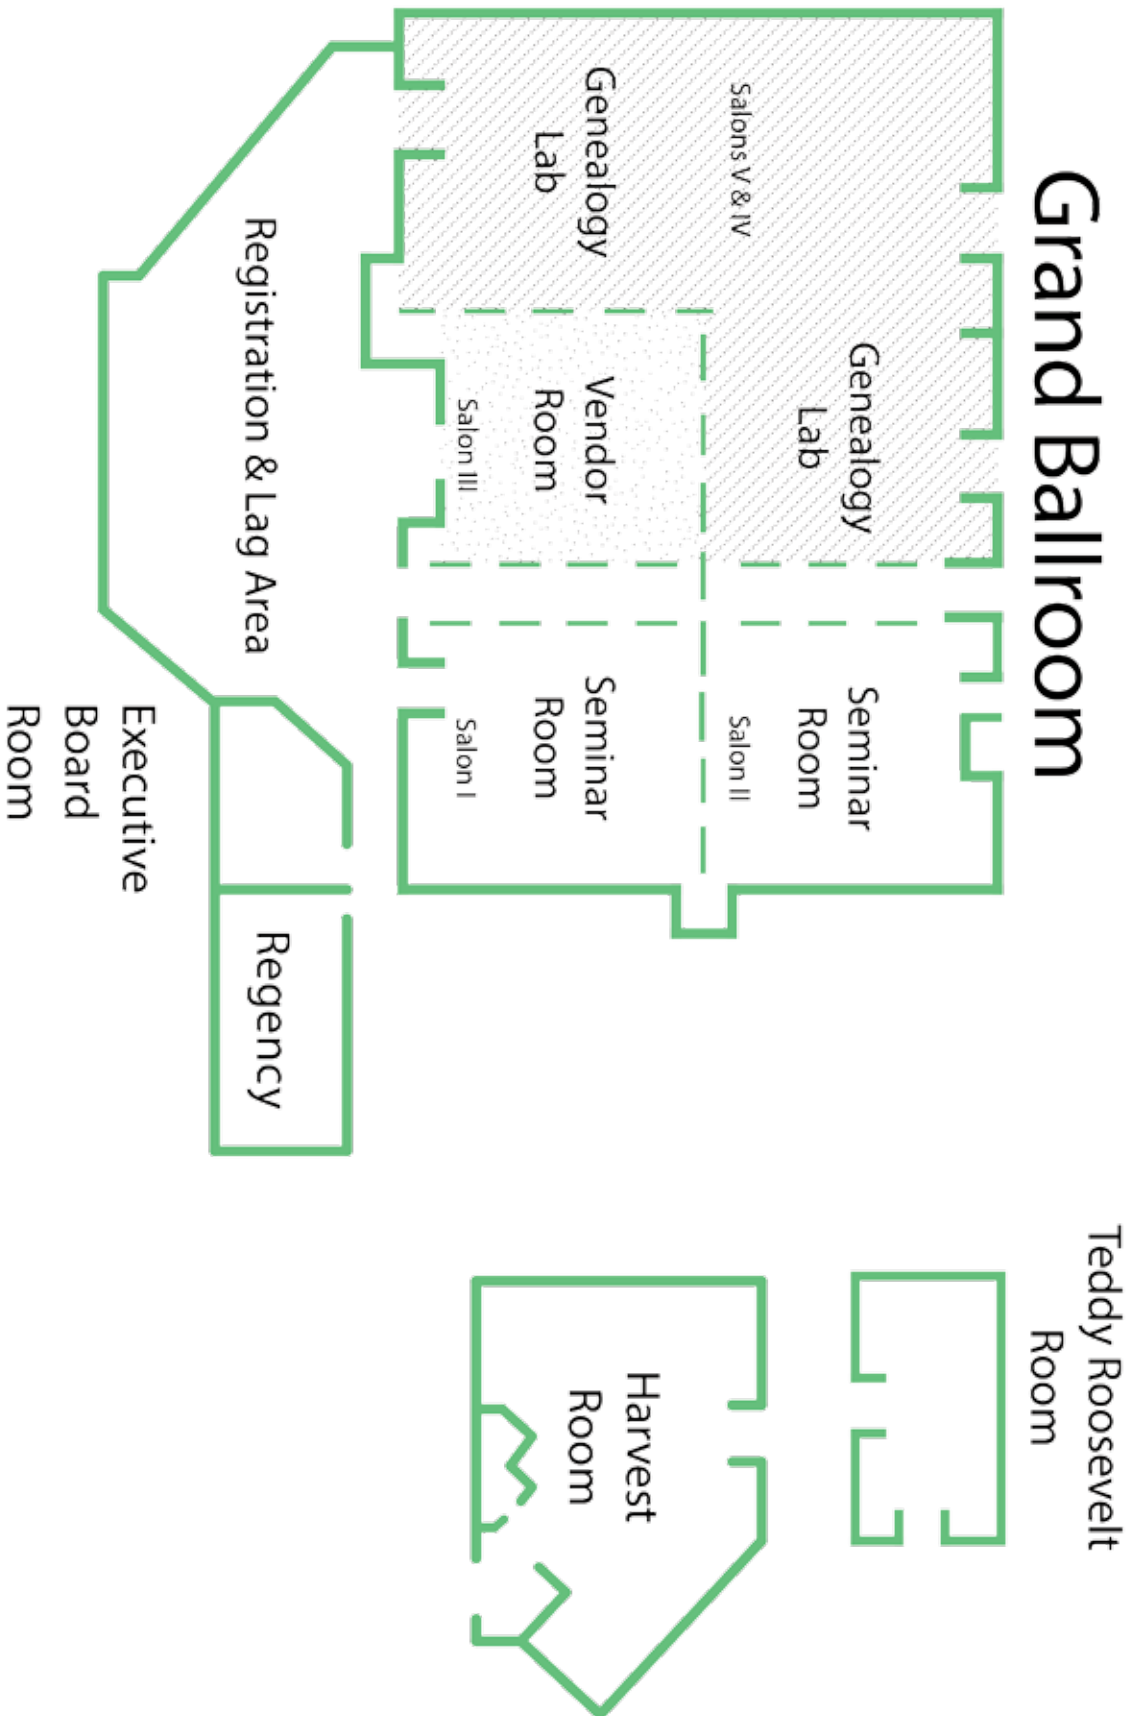 Grand Ballroom
Genealogy
Lab
Salons V & IV
Genealogy
Lab
Vendor
Room
Salon III
Seminar
Room
Salon II
Seminar
Room
Salon I
Registration & Lag Area
Executive
Board
Room
Regency
Teddy Roosevelt
Room
Harvest
Room